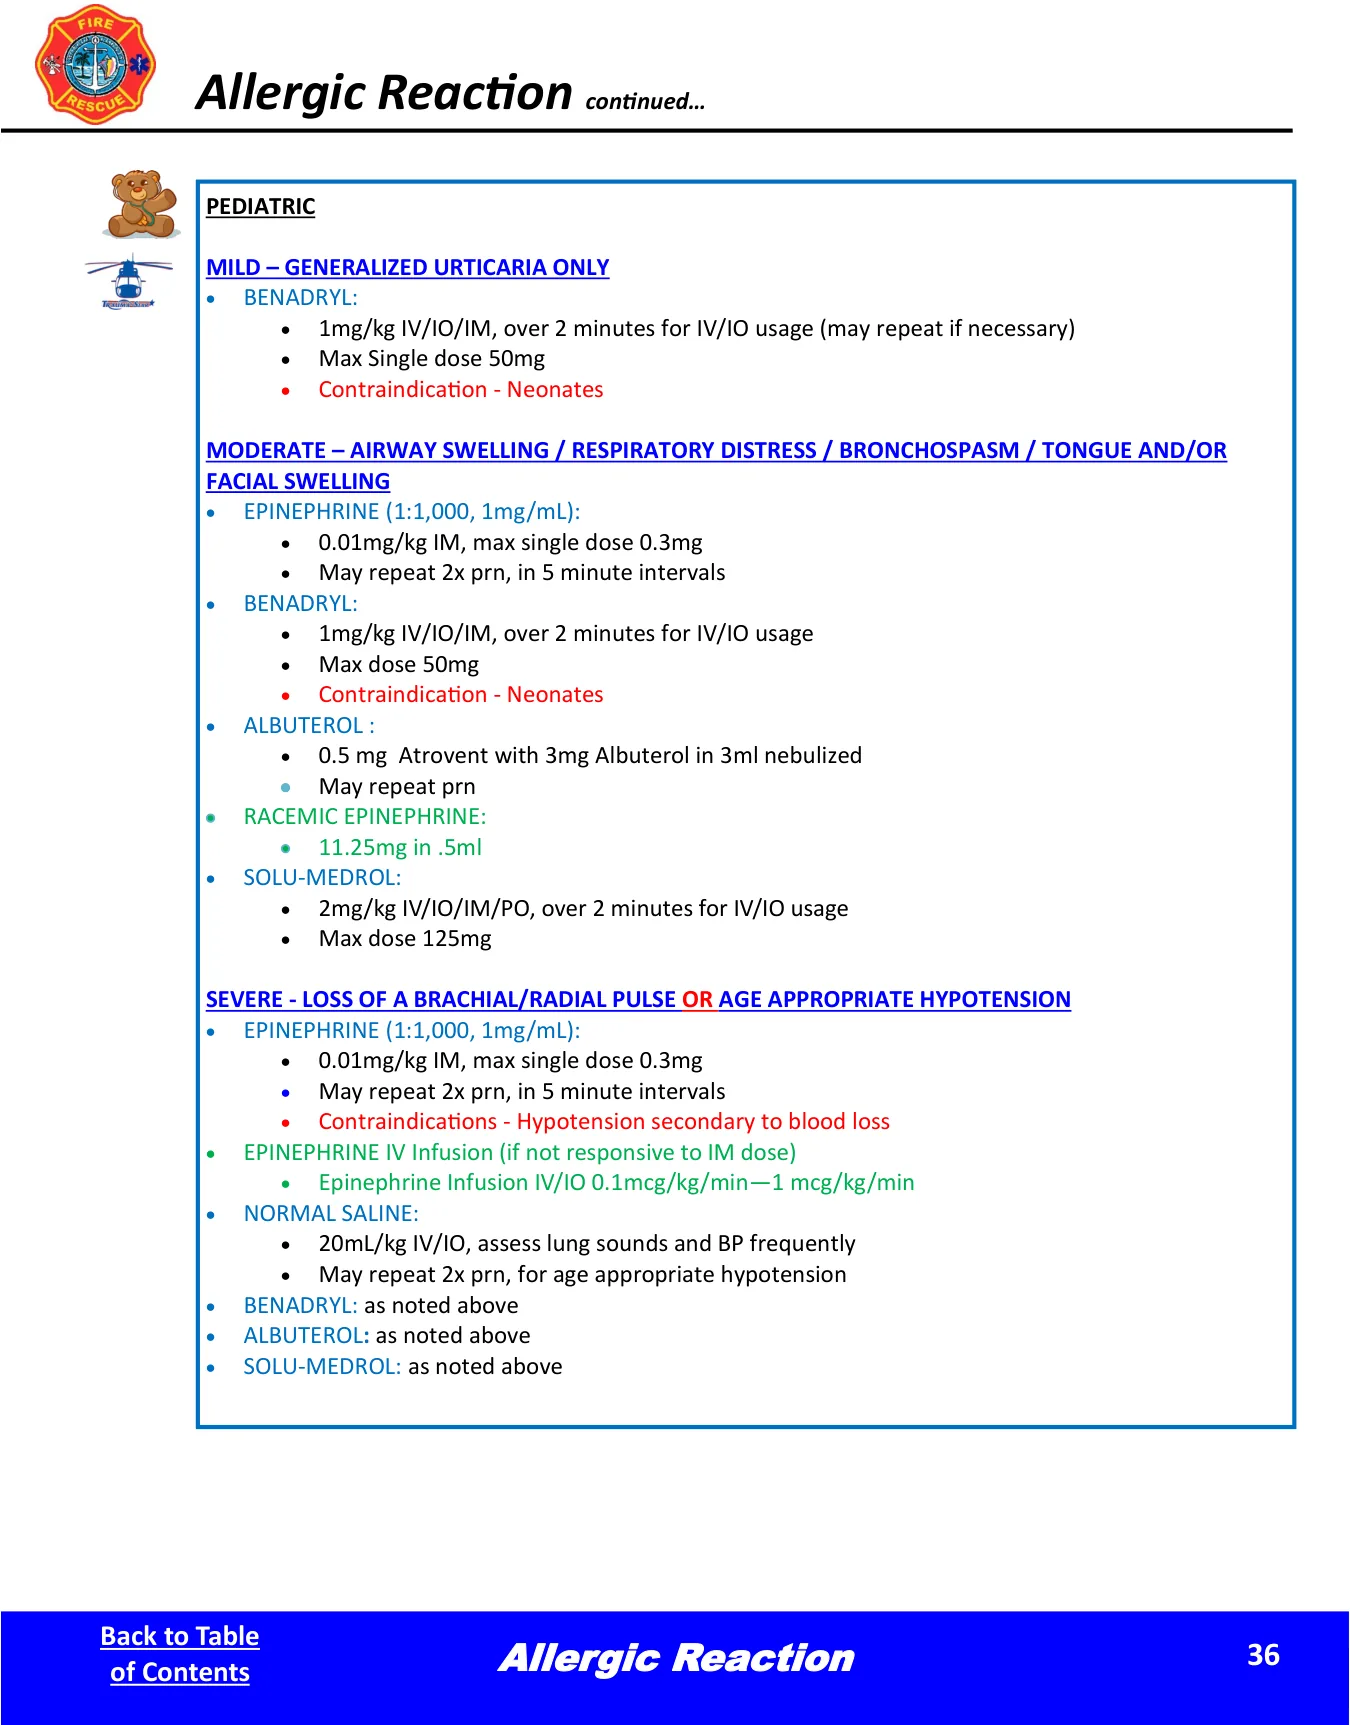 FIRE
RESCUE
Allergic Reaction continued...
PEDIATRIC
MILD – GENERALIZED URTICARIA ONLY
• BENADRYL:
• 1mg/kg IV/IO/IM, over 2 minutes for IV/IO usage (may repeat if necessary)
• Max Single dose 50mg
• Contraindication - Neonates
MODERATE – AIRWAY SWELLING / RESPIRATORY DISTRESS / BRONCHOSPASM / TONGUE AND/OR
FACIAL SWELLING
• EPINEPHRINE (1:1,000, 1mg/mL):
• 0.01mg/kg IM, max single dose 0.3mg
• May repeat 2x prn, in 5 minute intervals
• BENADRYL:
• 1mg/kg IV/IO/IM, over 2 minutes for IV/IO usage
• Max dose 50mg
• Contraindication - Neonates
• ALBUTEROL :
• 0.5 mg  Atrovent with 3mg Albuterol in 3ml nebulized
• May repeat prn
• RACEMIC EPINEPHRINE:
• 11.25mg in .5ml
• SOLU-MEDROL:
• 2mg/kg IV/IO/IM/PO, over 2 minutes for IV/IO usage
• Max dose 125mg
SEVERE - LOSS OF A BRACHIAL/RADIAL PULSE OR AGE APPROPRIATE HYPOTENSION
• EPINEPHRINE (1:1,000, 1mg/mL):
• 0.01mg/kg IM, max single dose 0.3mg
• May repeat 2x prn, in 5 minute intervals
• Contraindications - Hypotension secondary to blood loss
• EPINEPHRINE IV Infusion (if not responsive to IM dose)
• Epinephrine Infusion IV/IO 0.1mcg/kg/min—1 mcg/kg/min
• NORMAL SALINE:
• 20mL/kg IV/IO, assess lung sounds and BP frequently
• May repeat 2x prn, for age appropriate hypotension
• BENADRYL: as noted above
• ALBUTEROL: as noted above
• SOLU-MEDROL: as noted above
Back to Table
of Contents
Allergic Reaction
36